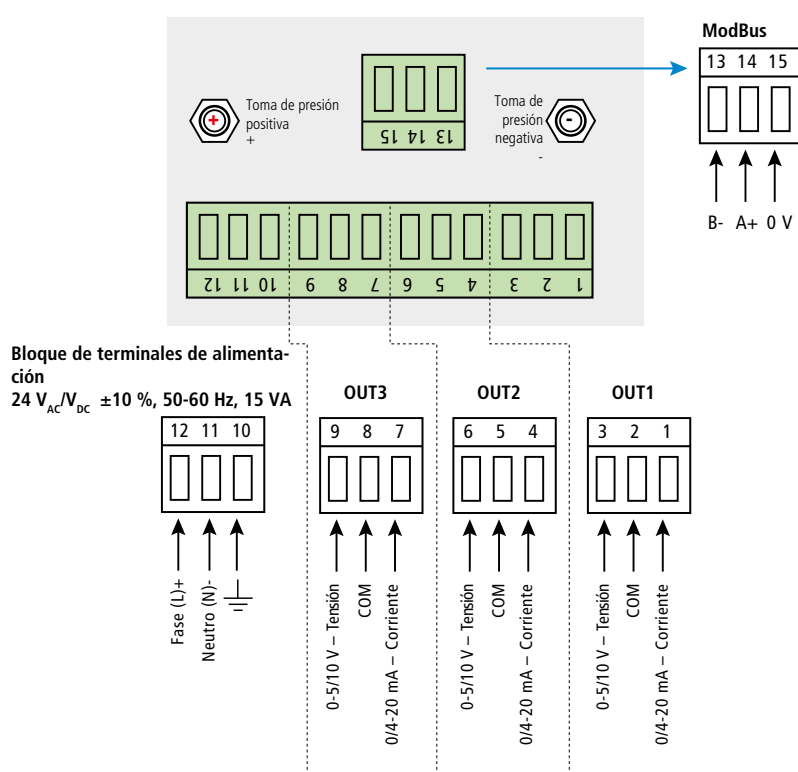 ModBus
13 14 15
B- A+ 0 V
+
Toma de presión
positiva
+
15 14 13
Toma de
presión
negativa
-
-
12 11 10 9 8 7 6 5 4 3 2 1
Bloque de terminales de alimenta-
ción
24 VAC/VDC ±10 %, 50-60 Hz, 15 VA
12 11 10
Fase (L)+
Neutro (N)-
OUT3
9 8 7
0-5/10 V – Tensión
COM
0/4-20 mA – Corriente
OUT2
6 5 4
0-5/10 V – Tensión
COM
0/4-20 mA – Corriente
OUT1
3 2 1
0-5/10 V – Tensión
COM
0/4-20 mA – Corriente